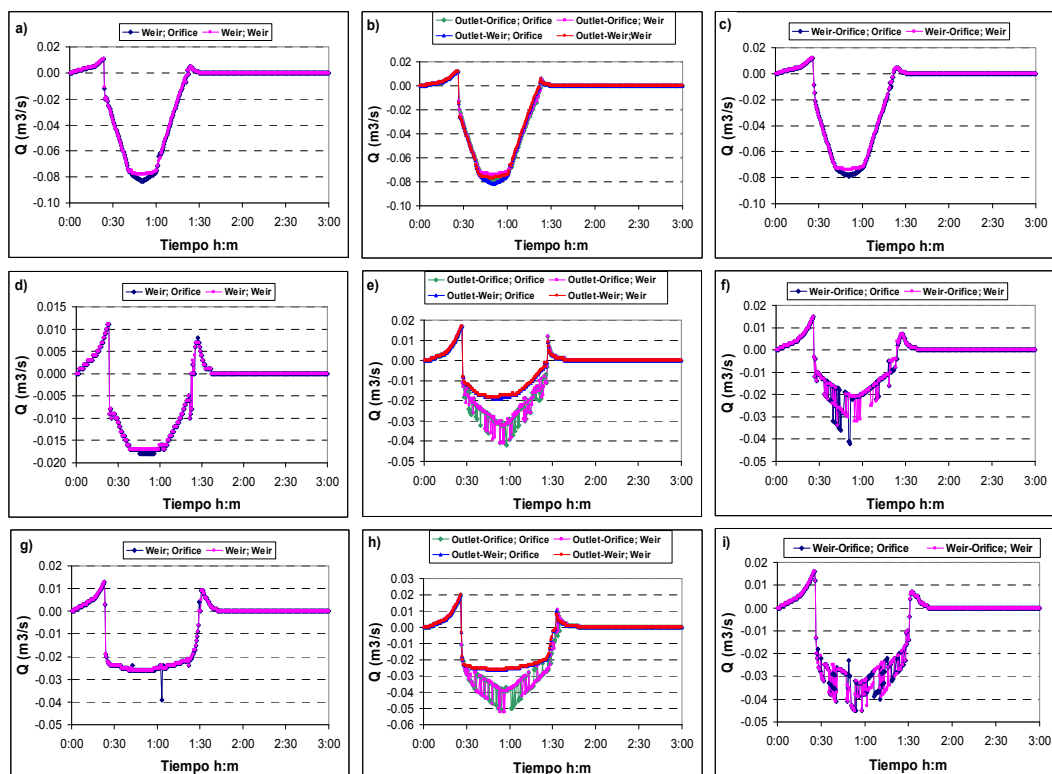 a)
Weir; Orifice Weir; Weir
Q (m3/s)
0.02
0.00
-0.02
-0.04
-0.06
-0.08
-0.10
0:00 0:30 1:00 1:30 2:00 2:30 3:00
Tiempo h:m
b)
Outlet-Orifice; Orifice Outlet-Orifice; Weir
Outlet-Weir; Orifice Outlet-Weir;Weir
Q (m3/s)
0.02
0.00
-0.02
-0.04
-0.06
-0.08
-0.10
0:00 0:30 1:00 1:30 2:00 2:30 3:00
Tiempo h:m
c)
Weir-Orifice; Orifice Weir-Orifice; Weir
Q (m3/s)
0.02
0.00
-0.02
-0.04
-0.06
-0.08
-0.10
0:00 0:30 1:00 1:30 2:00 2:30 3:00
Tiempo h:m
d)
Weir; Orifice Weir; Weir
Q (m3/s)
0.015
0.010
0.005
0.000
-0.005
-0.010
-0.015
-0.020
0:00 0:30 1:00 1:30 2:00 2:30 3:00
Tiempo h:m
e)
Outlet-Orifice; Orifice Outlet-Orifice; Weir
Outlet-Weir; Orifice Outlet-Weir; Weir
Q (m3/s)
0.02
0.01
0.00
-0.01
-0.02
-0.03
-0.04
-0.05
0:00 0:30 1:00 1:30 2:00 2:30 3:00
Tiempo h:m
f)
Weir-Orifice; Orifice Weir-Orifice; Weir
Q (m3/s)
0.02
0.01
0.00
-0.01
-0.02
-0.03
-0.04
-0.05
0:00 0:30 1:00 1:30 2:00 2:30 3:00
Tiempo h:m
g)
Weir; Orifice Weir; Weir
Q (m3/s)
0.02
0.01
0.00
-0.01
-0.02
-0.03
-0.04
-0.05
0:00 0:30 1:00 1:30 2:00 2:30 3:00
Tiempo h:m
h)
Outlet-Orifice; Orifice Outlet-Orifice; Weir
Outlet-Weir; Orifice Outlet-Weir; Weir
Q (m3/s)
0.03
0.02
0.01
0.00
-0.01
-0.02
-0.03
-0.04
-0.05
-0.06
0:00 0:30 1:00 1:30 2:00 2:30 3:00
Tiempo h:m
i)
Weir-Orifice; Orifice Weir-Orifice; Weir
Q (m3/s)
0.02
0.01
0.00
-0.01
-0.02
-0.03
-0.04
-0.05
0:00 0:30 1:00 1:30 2:00 2:30 3:00
Tiempo h:m